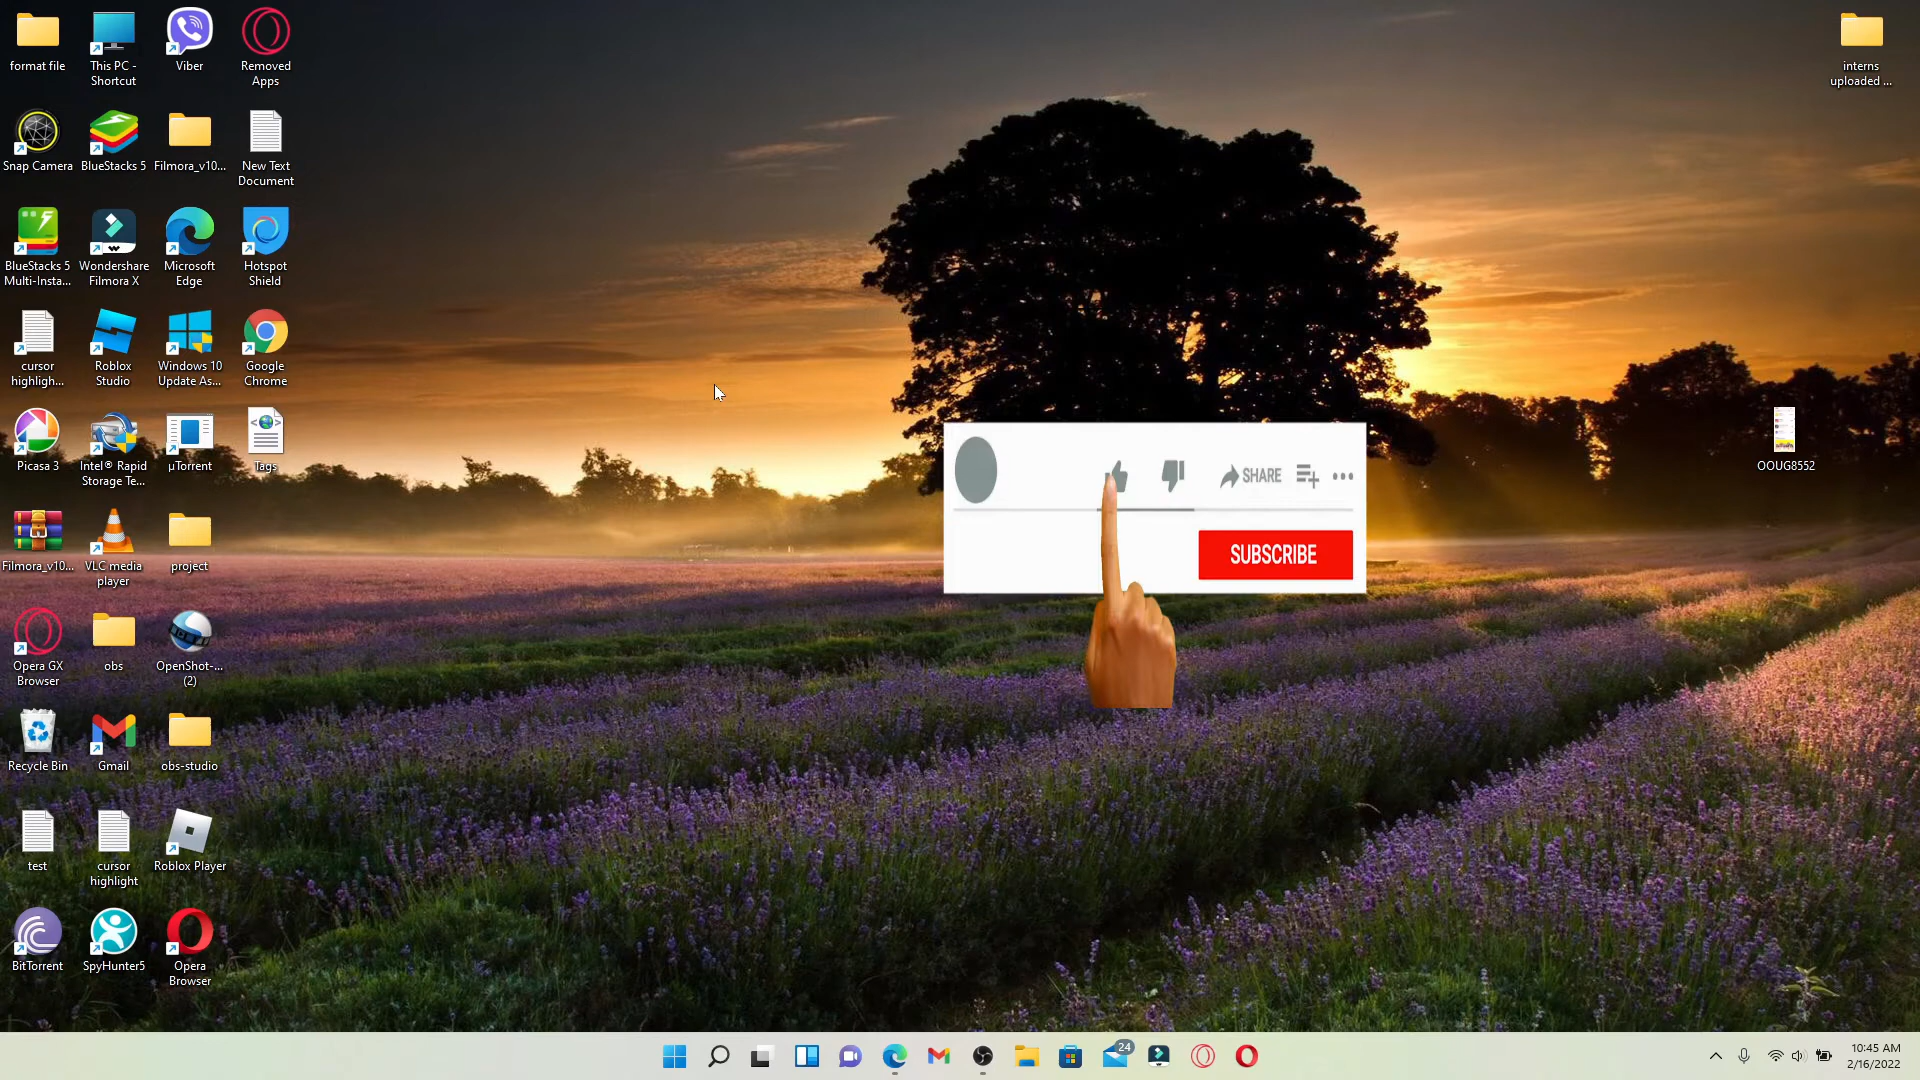 format file
This PC -
Shortcut
Viber
Removed
Apps
interns
uploaded ...
Snap Camera
BlueStacks 5
Filmora_v10...
New Text
Document
BlueStacks 5
Multi-Insta...
Wondershare
Filmora X
Microsoft
Edge
Hotspot
Shield
cursor
highligh...
Roblox
Studio
Windows 10
Update As...
Google
Chrome
Picasa 3
Intel® Rapid
Storage Te...
µTorrent
Tags
OOUG8552
SHARE
SUBSCRIBE
Filmora_v10...
VLC media
player
project
Opera GX
Browser
obs
OpenShot-...
(2)
Recycle Bin
Gmail
obs-studio
test
cursor
highlight
Roblox Player
BitTorrent
SpyHunter5
Opera
Browser
24
10:45 AM
2/16/2022